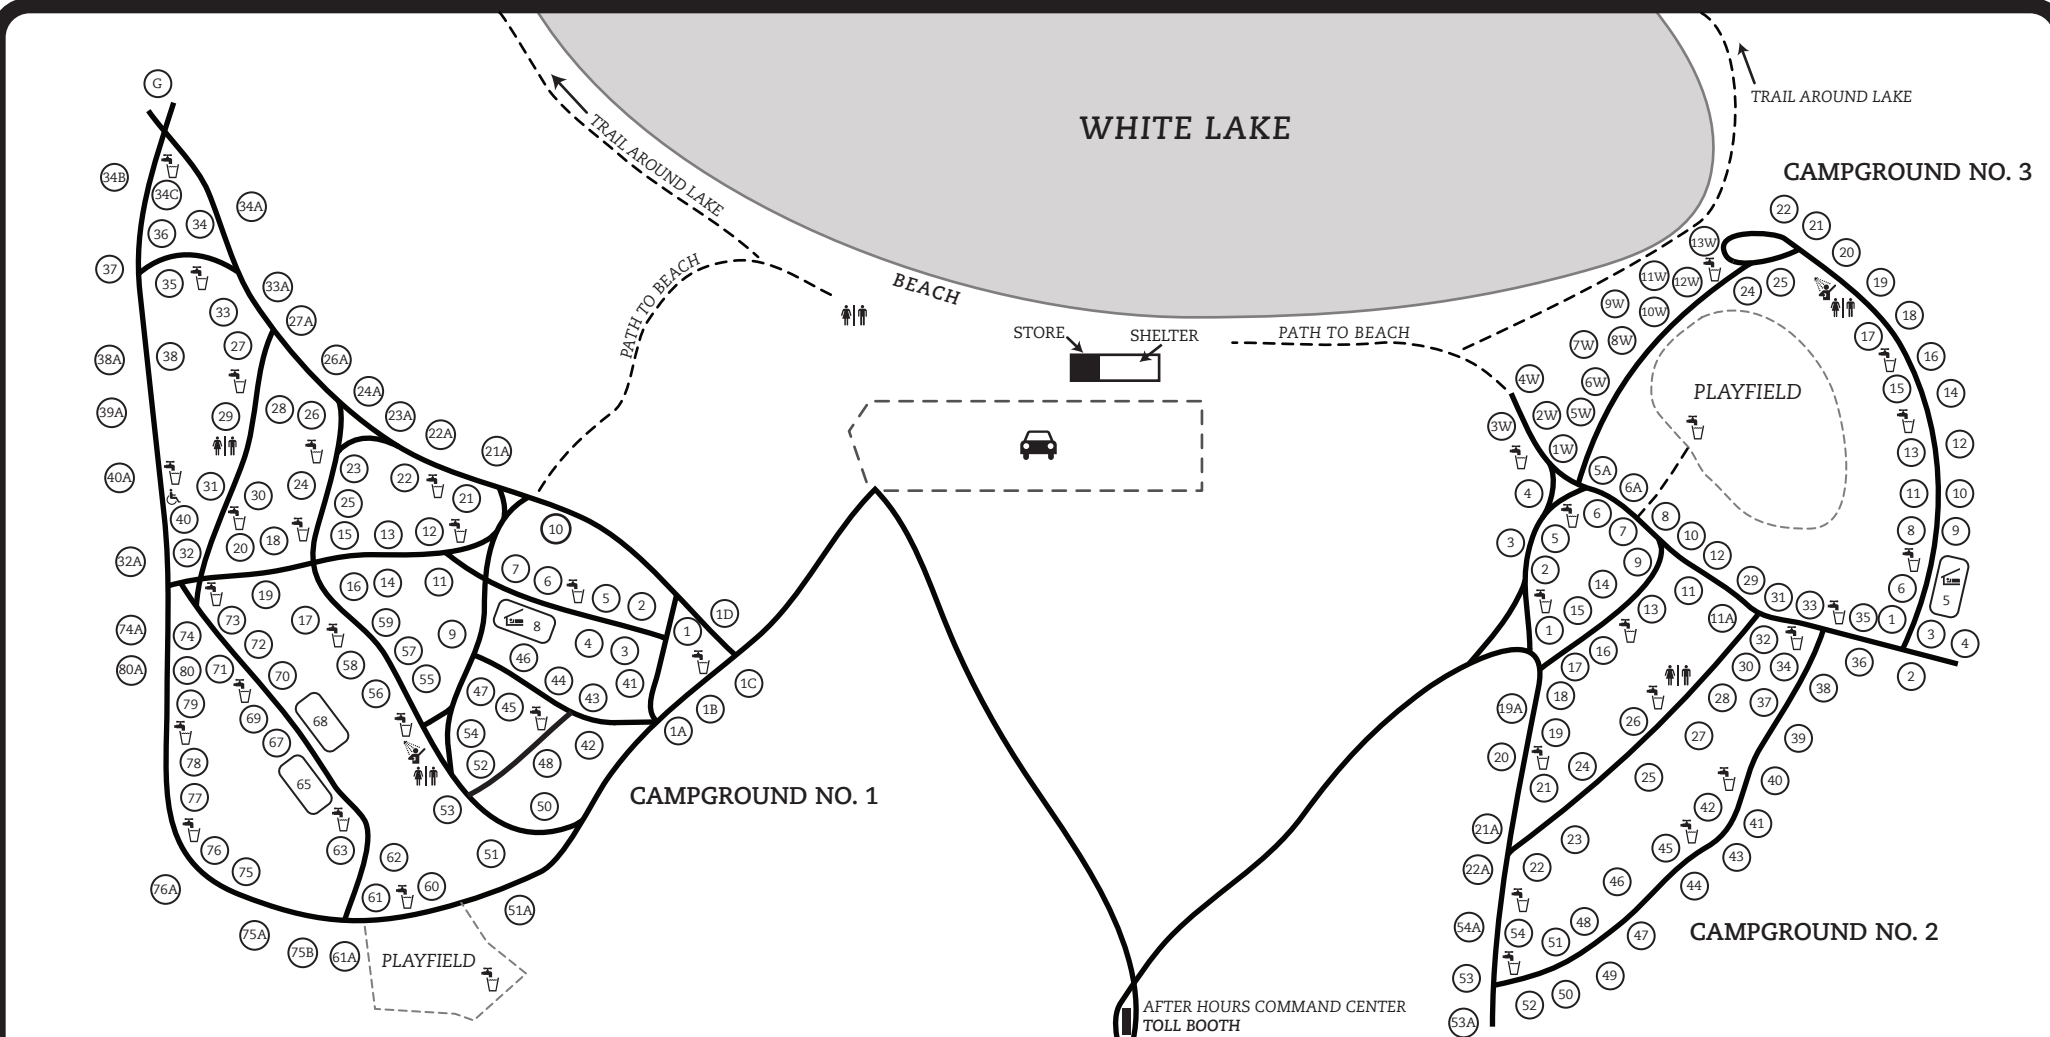 WHITE LAKE
TRAIL AROUND LAKE
TRAIL AROUND LAKE
PATH TO BEACH
BEACH
STORE
SHELTER
PATH TO BEACH
CAMPGROUND NO. 1
G
34B
34C
34A
36
34
37
35
33A
33
27A
38A
38
27
26A
24A
39A
29
28
26
23A
22A
21A
40A
31
30
24
23
22
21
25
40
32
20
18
15
13
12
10
32A
19
16
14
11
7
6
5
2
1D
74A
74
73
72
17
59
9
8
4
3
1
80A
80
71
70
58
57
55
46
44
43
41
1C
79
69
68
56
47
45
1B
1A
67
54
42
78
65
52
48
77
53
50
76
75
63
62
51
76A
61
60
51A
75A
75B
61A
PLAYFIELD
CAMPGROUND NO. 3
22
21
20
19
18
17
16
15
14
13
12
11
10
9
8
6
5
4
3
2
1
13W
12W
11W
10W
9W
8W
7W
6W
5W
4W
3W
2W
1W
24
25
PLAYFIELD
5A
6A
CAMPGROUND NO. 2
4
6
7
8
10
12
3
5
9
2
14
15
1
13
11
11A
29
31
33
35
16
17
18
19A
19
20
21
24
26
32
30
34
28
37
36
38
39
27
25
40
42
41
43
21A
22A
22
23
45
44
46
48
47
54A
54
51
53
53A
52
50
49
AFTER HOURS COMMAND CENTER
TOLL BOOTH